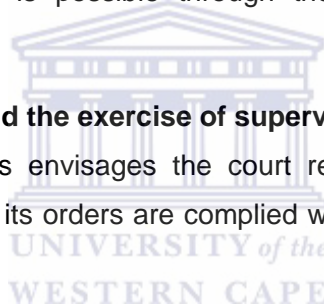 is possible through th
d the exercise of superv
s envisages the court re
its orders are complied w
UNIVERSITY of the
WESTERN CAPE